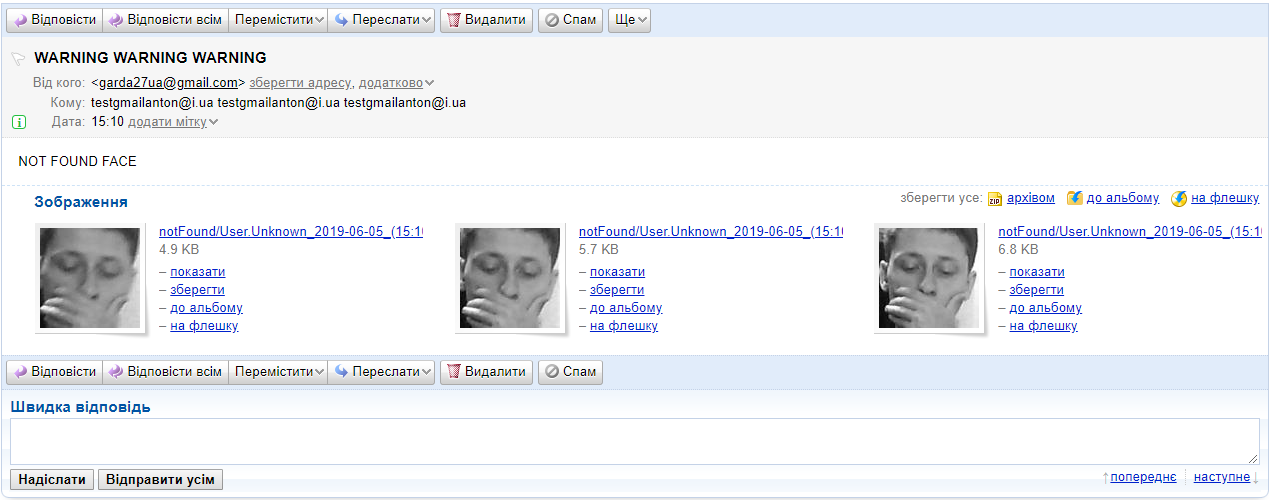 Відповісти Відповісти всім Перемістити Переслати Видалити Спам Ще
WARNING WARNING WARNING
Від кого: <garda27ua@gmail.com> зберегти адресу, додатково
Кому: testgmailanton@i.ua testgmailanton@i.ua testgmailanton@i.ua
Дата: 15:10 додати мітку
NOT FOUND FACE
Зображення зберегти усе: архівом до альбому на флешку
notFound/User.Unknown_2019-06-05_(15:10 notFound/User.Unknown_2019-06-05_(15:10 notFound/User.Unknown_2019-06-05_(15:10
4.9 KB 5.7 KB 6.8 KB
– показати – показати – показати
– зберегти – зберегти – зберегти
– до альбому – до альбому – до альбому
– на флешку – на флешку – на флешку
Відповісти Відповісти всім Перемістити Переслати Видалити Спам
Швидка відповідь
Надіслати Відправити усім ↑попереднє наступне↓